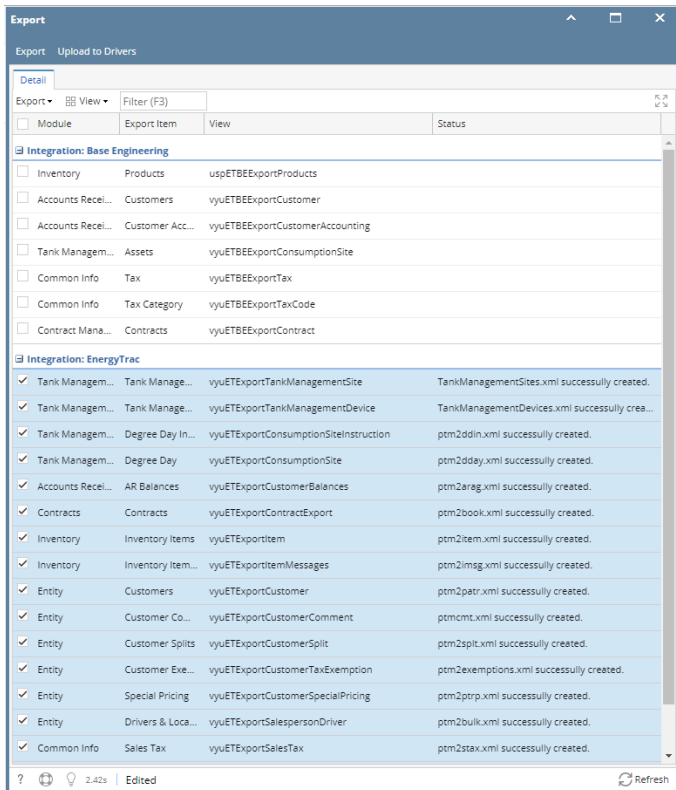 Export
Export Upload to Drivers
Detail
Export View Filter (F3)
Module Export Item View Status
Integration: Base Engineering
Inventory Products uspETBEExportProducts
Accounts Recei... Customers vyuETBEExportCustomer
Accounts Recei... Customer Acc... vyuETBEExportCustomerAccounting
Tank Managem... Assets vyuETBEExportConsumptionSite
Common Info Tax vyuETBEExportTax
Common Info Tax Category vyuETBEExportTaxCode
Contract Mana... Contracts vyuETBEExportContract
Integration: EnergyTrac
Tank Managem... Tank Manage... vyuETExportTankManagementSite TankManagementSites.xml successully created.
Tank Managem... Tank Manage... vyuETExportTankManagementDevice TankManagementDevices.xml successully crea...
Tank Managem... Degree Day In... vyuETExportConsumptionSiteInstruction ptm2ddin.xml successully created.
Tank Managem... Degree Day vyuETExportConsumptionSite ptm2dday.xml successully created.
Accounts Recei... AR Balances vyuETExportCustomerBalances ptm2arag.xml successully created.
Contracts Contracts vyuETExportContractExport ptm2book.xml successully created.
Inventory Inventory Items vyuETExportItem ptm2item.xml successully created.
Inventory Inventory Item... vyuETExportItemMessages ptm2imsg.xml successully created.
Entity Customers vyuETExportCustomer ptm2patr.xml successully created.
Entity Customer Co... vyuETExportCustomerComment ptmcmt.xml successully created.
Entity Customer Splits vyuETExportCustomerSplit ptm2splt.xml successully created.
Entity Customer Exe... vyuETExportCustomerTaxExemption ptm2exemptions.xml successully created.
Entity Special Pricing vyuETExportCustomerSpecialPricing ptm2ptrp.xml successully created.
Entity Drivers & Loca... vyuETExportSalespersonDriver ptm2bulk.xml successully created.
Common Info Sales Tax vyuETExportSalesTax ptm2stax.xml successully created.
? 2.42s Edited Refresh